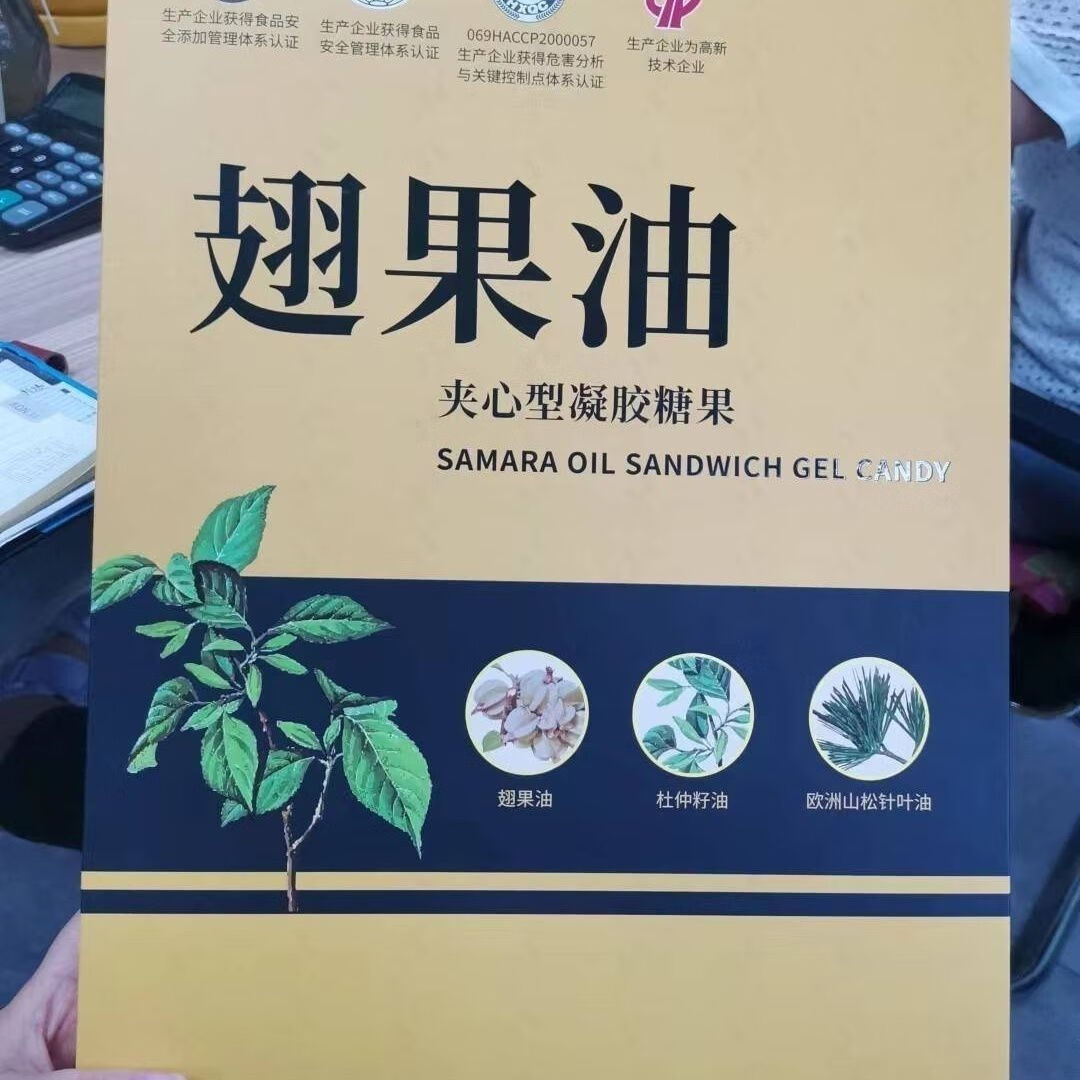 HXQC
生产企业获得食品安
全添加管理体系认证
生产企业获得食品
安全管理体系认证
069HACCP2000057
生产企业获得危害分析
与关键控制点体系认证
生产企业为高新
技术企业
翅果油
夹心型凝胶糖果
SAMARA OIL SANDWICH GEL CANDY
翅果油
杜仲籽油
欧洲山松针叶油